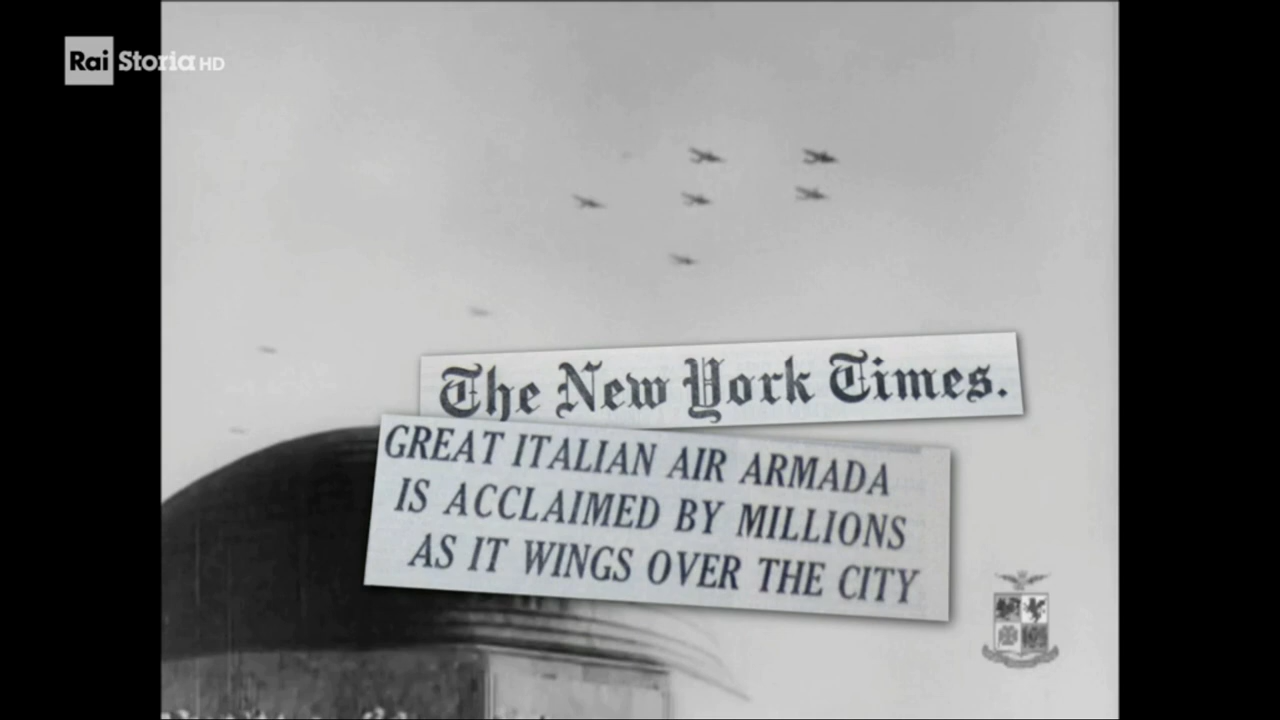 Rai Storia HD
The New York Times.
GREAT ITALIAN AIR ARMADA
IS ACCLAIMED BY MILLIONS
AS IT WINGS OVER THE CITY